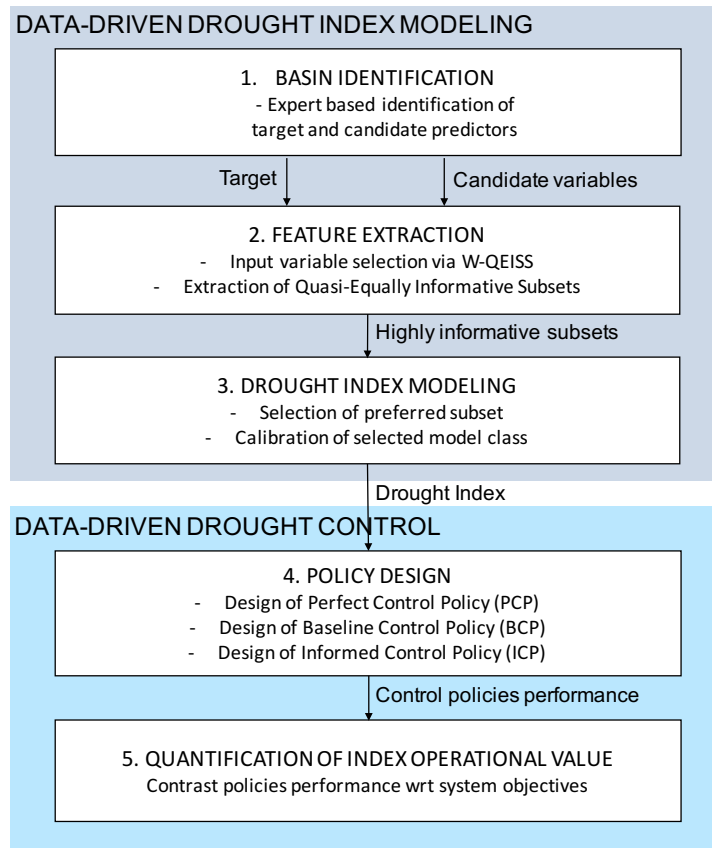 DATA-DRIVEN DROUGHT INDEX MODELING
1. BASIN IDENTIFICATION
- Expert based identification of
target and candidate predictors
Target
Candidate variables
2. FEATURE EXTRACTION
- Input variable selection via W-QEISS
- Extraction of Quasi-Equally Informative Subsets
Highly informative subsets
3. DROUGHT INDEX MODELING
- Selection of preferred subset
- Calibration of selected model class
Drought Index
DATA-DRIVEN DROUGHT CONTROL
4. POLICY DESIGN
- Design of Perfect Control Policy (PCP)
- Design of Baseline Control Policy (BCP)
- Design of Informed Control Policy (ICP)
Control policies performance
5. QUANTIFICATION OF INDEX OPERATIONAL VALUE
Contrast policies performance wrt system objectives